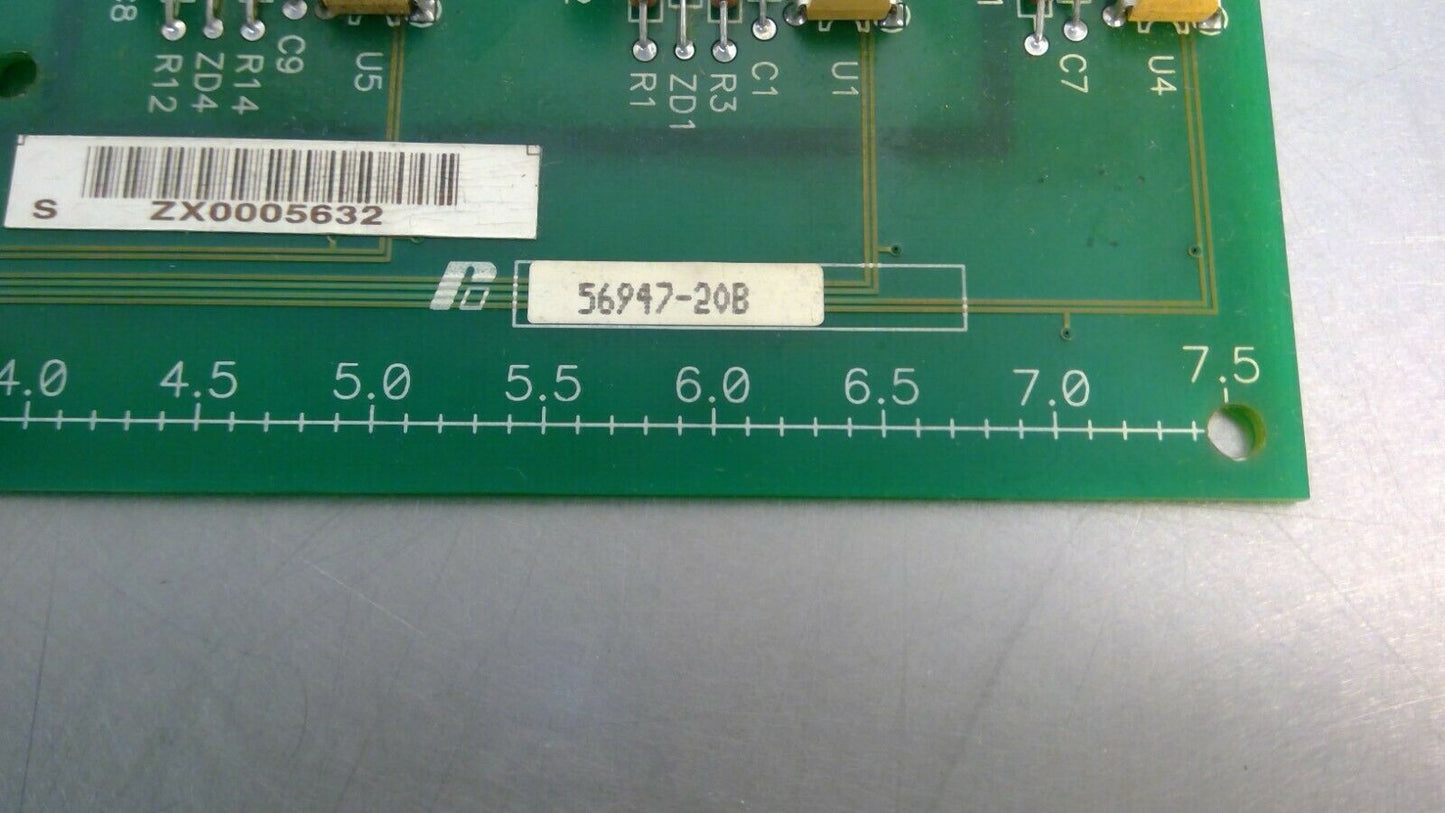 R12 ZD4 R14 C9 U5 R1 ZD1 R3 C1 U1 C7 U4
S ZX0005632
56947-20B
4.0 4.5 5.0 5.5 6.0 6.5 7.0 7.5